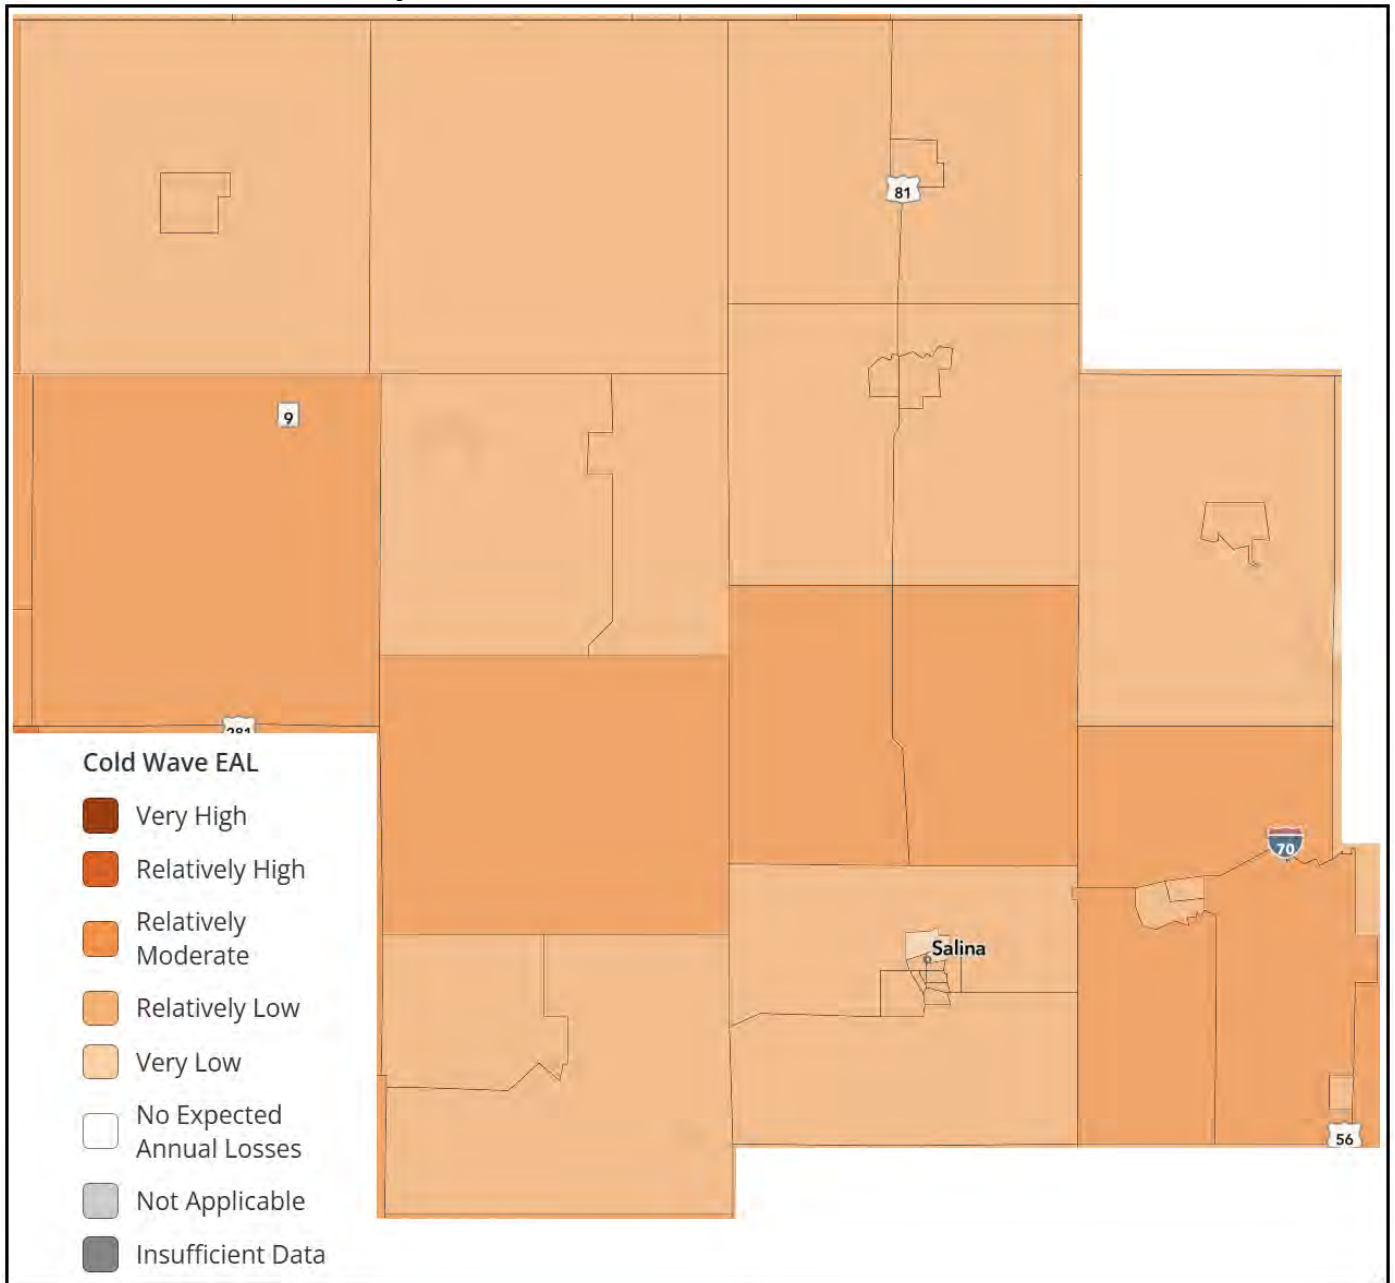 81
9
281
70
Salina
56
Cold Wave EAL
Very High
Relatively High
Relatively
Moderate
Relatively Low
Very Low
No Expected
Annual Losses
Not Applicable
Insufficient Data